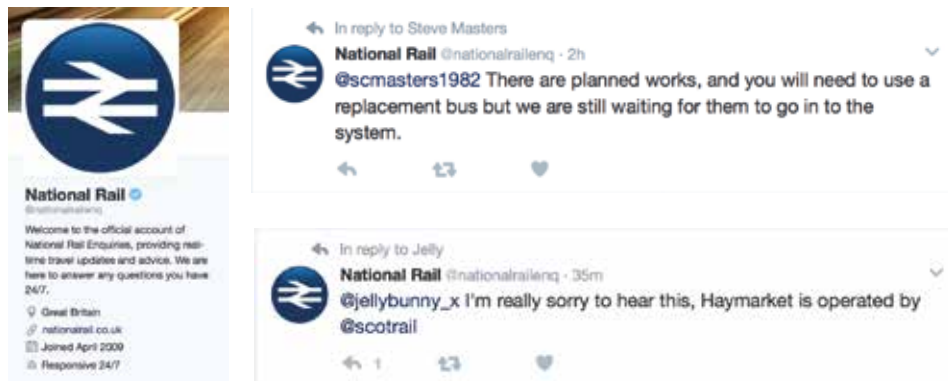 National Rail
@nationalrailenq
Welcome to the official account of
National Rail Enquiries, providing real-
time travel updates and advice. We are
here to answer any questions you have
24/7.
Great Britain
nationalrail.co.uk
Joined April 2009
Responsive 24/7
In reply to Steve Masters
National Rail @nationalrailenq · 2h
@scmasters1982 There are planned works, and you will need to use a
replacement bus but we are still waiting for them to go in to the
system.
In reply to Jelly
National Rail @nationalrailenq · 35m
@jellybunny_x I'm really sorry to hear this, Haymarket is operated by
@scotrail
1